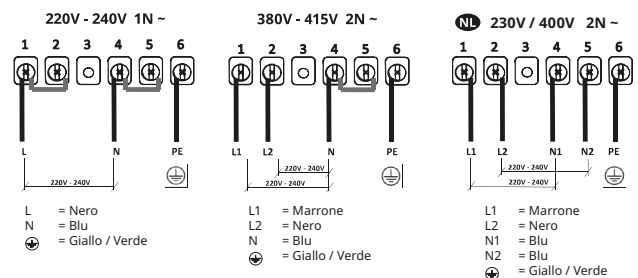 220V - 240V 1N ~
1 2 3 4 5 6
L N PE
220V - 240V
L = Nero
N = Blu
= Giallo / Verde
380V - 415V 2N ~
1 2 3 4 5 6
L1 L2 N PE
220V - 240V
220V - 240V
L1 = Marrone
L2 = Nero
N = Blu
= Giallo / Verde
NL 230V / 400V 2N ~
1 2 3 4 5 6
L1 L2 N1 N2 PE
220V - 240V
220V - 240V
L1 = Marrone
L2 = Nero
N1 = Blu
N2 = Blu
= Giallo / Verde